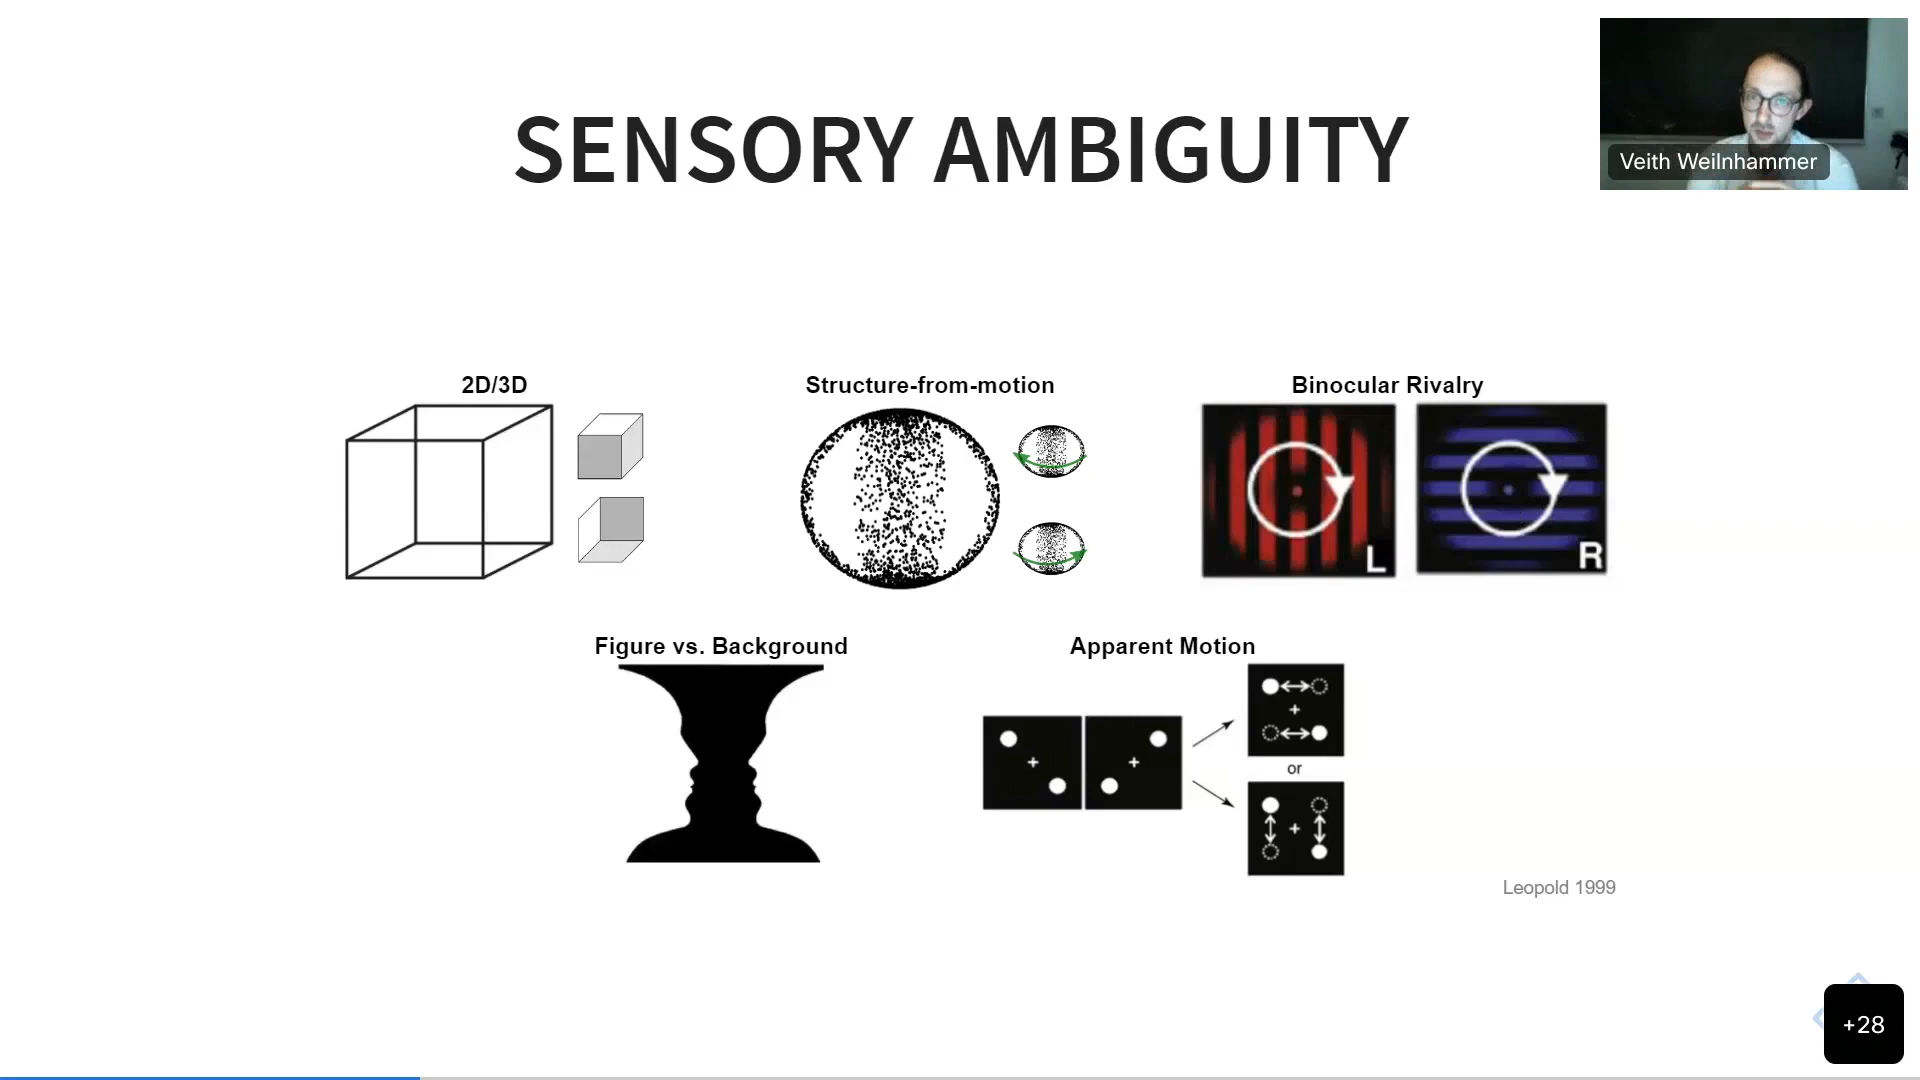 SENSORY AMBIGUITY
Veith Weilnhammer
2D/3D
Structure-from-motion
Binocular Rivalry
L
R
Figure vs. Background
Apparent Motion
or
Leopold 1999
+28